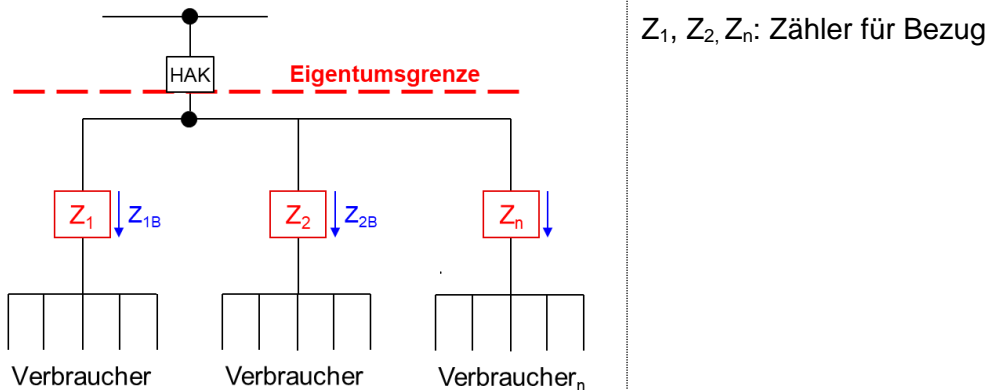 Z₁, Z₂, Zₙ: Zähler für Bezug
HAK
Eigentumsgrenze
Z₁ Z₁B Z₂ Z₂B Zₙ
Verbraucher Verbraucher Verbraucherₙ